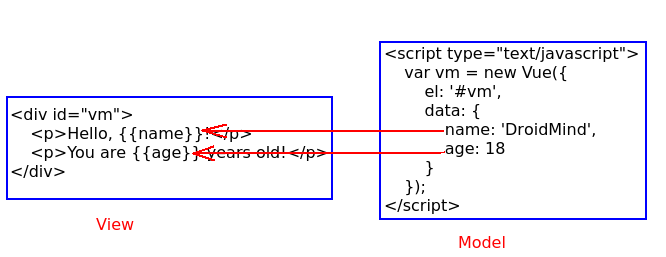 <div id="vm">
<p>Hello, {{name}}!</p>
<p>You are {{age}} years old!</p>
</div>
View
<script type="text/javascript">
var vm = new Vue({
el: '#vm',
data: {
name: 'DroidMind',
age: 18
}
});
</script>
Model